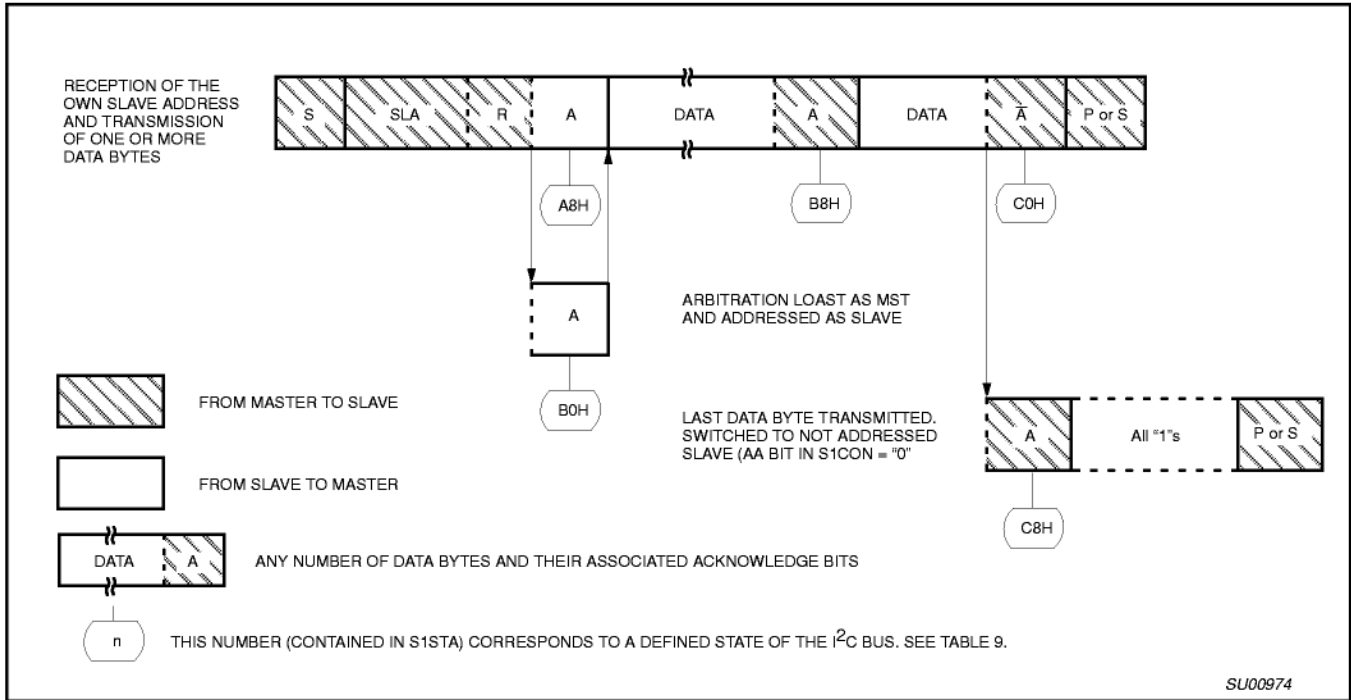 RECEPTION OF THE
OWN SLAVE ADDRESS
AND TRANSMISSION
OF ONE OR MORE
DATA BYTES
S SLA R A DATA A DATA A̅ P or S
A8H B8H C0H
A
ARBITRATION LOAST AS MST
AND ADDRESSED AS SLAVE
B0H
FROM MASTER TO SLAVE
LAST DATA BYTE TRANSMITTED.
SWITCHED TO NOT ADDRESSED
SLAVE (AA BIT IN S1CON = “0”
A All “1”s P or S
C8H
FROM SLAVE TO MASTER
DATA A ANY NUMBER OF DATA BYTES AND THEIR ASSOCIATED ACKNOWLEDGE BITS
n THIS NUMBER (CONTAINED IN S1STA) CORRESPONDS TO A DEFINED STATE OF THE I²C BUS. SEE TABLE 9.
SU00974